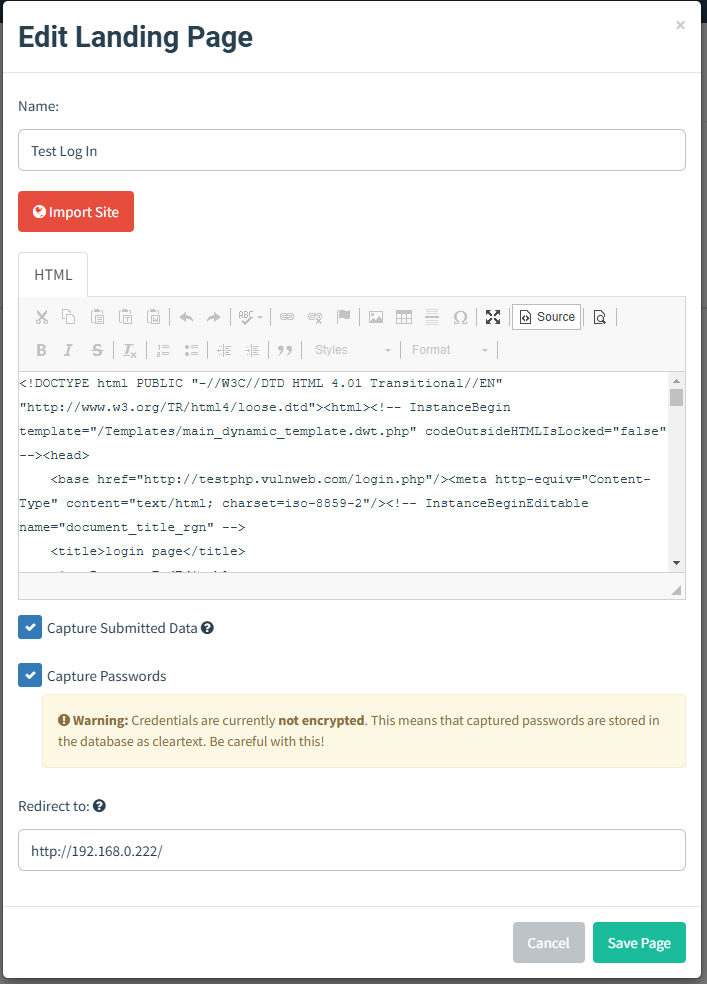 Edit Landing Page
×
Name:
Test Log In
Import Site
HTML
ABC
Source
B I S Tx
Styles
Format
<!DOCTYPE html PUBLIC "-//W3C//DTD HTML 4.01 Transitional//EN"
"http://www.w3.org/TR/html4/loose.dtd"><html><!-- InstanceBegin
template="/Templates/main_dynamic_template.dwt.php" codeOutsideHTMLIsLocked="false"
--><head>
<base href="http://testphp.vulnweb.com/login.php"/><meta http-equiv="Content-
Type" content="text/html; charset=iso-8859-2"/><!-- InstanceBeginEditable
name="document_title_rgn" -->
<title>login page</title>
Capture Submitted Data
Capture Passwords
Warning: Credentials are currently not encrypted. This means that captured passwords are stored in
the database as cleartext. Be careful with this!
Redirect to:
http://192.168.0.222/
Cancel
Save Page